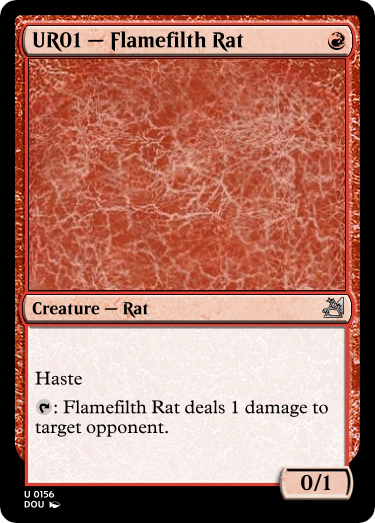 UR01 — Flamefilth Rat
Creature — Rat
Haste
: Flamefilth Rat deals 1 damage to
target opponent.
0/1
U 0156
DOU